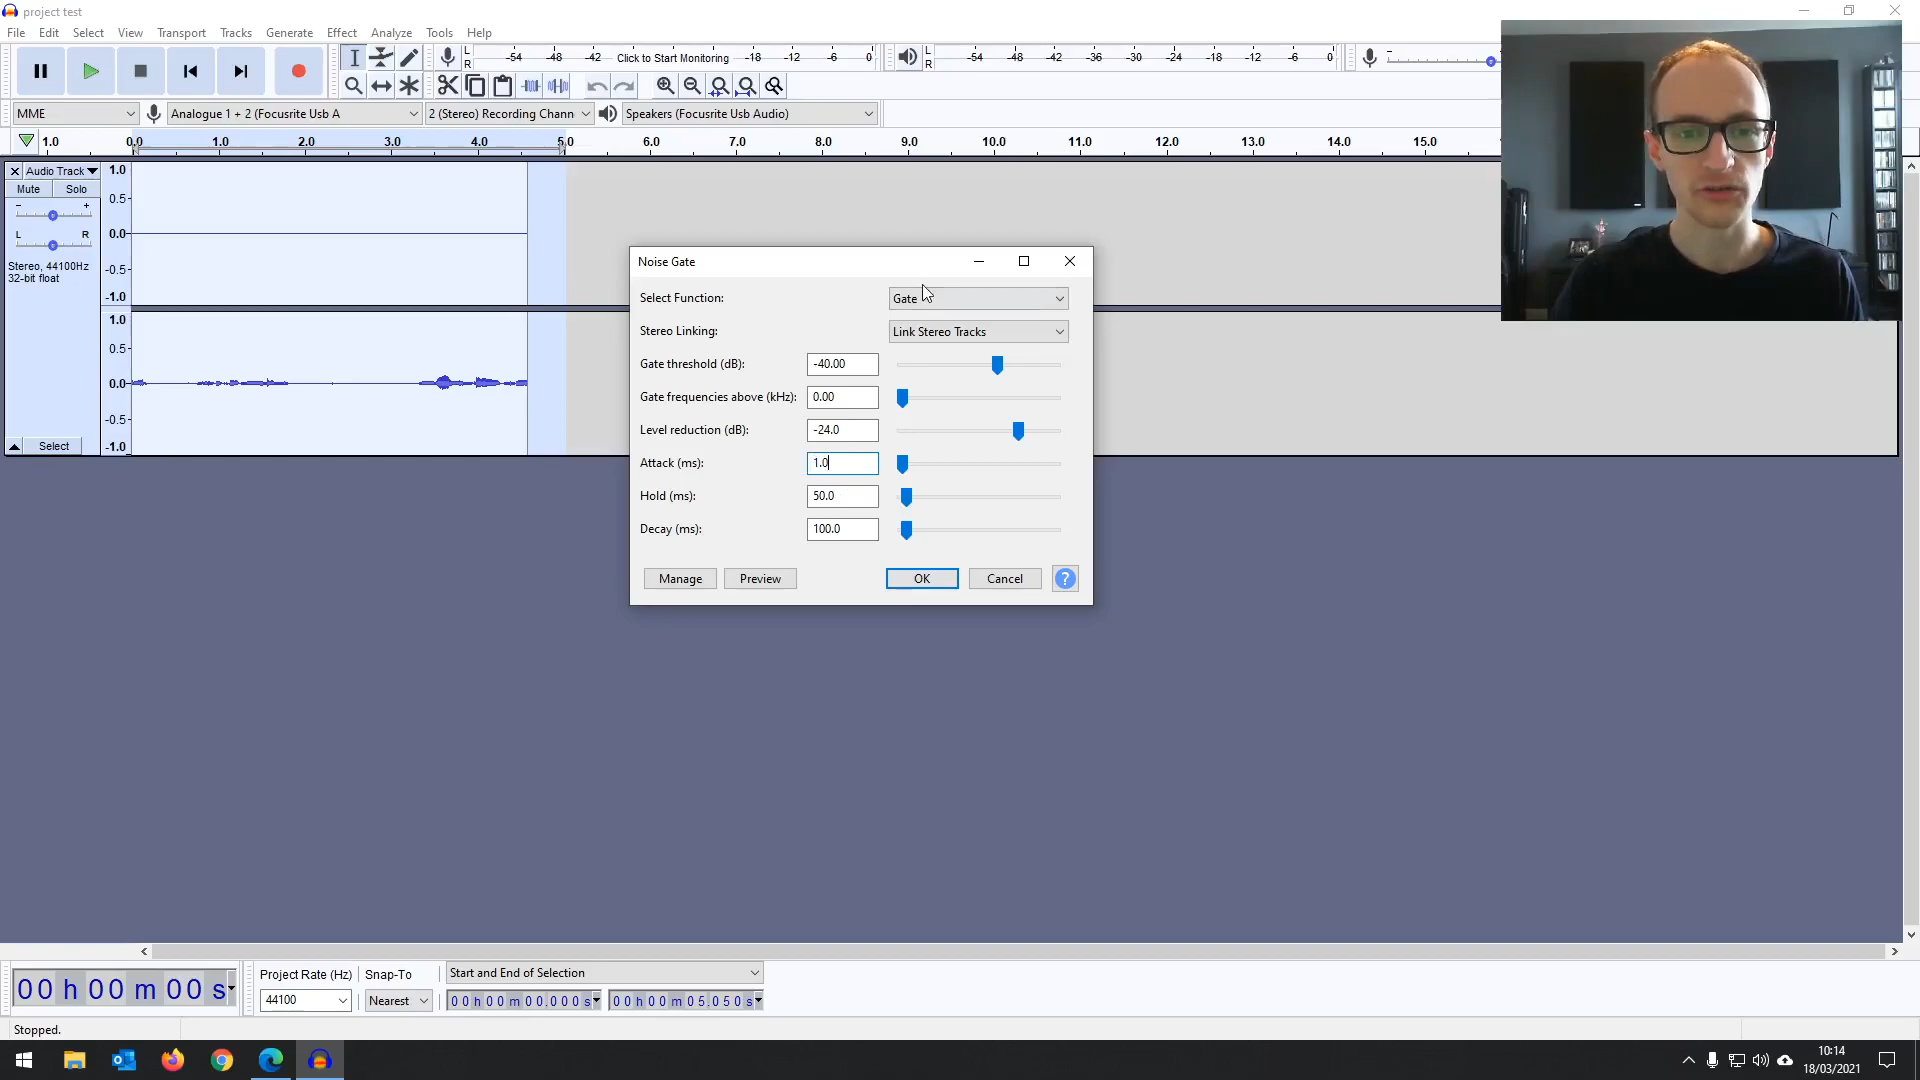 project test
File Edit Select View Transport Tracks Generate Effect Analyze Tools Help
L R -54 -48 -42 Click to Start Monitoring -18 -12 -6 0 L R -54 -48 -42 -36 -30 -24 -18 -12 -6 0
MME Analogue 1 + 2 (Focusrite Usb A 2 (Stereo) Recording Chann Speakers (Focusrite Usb Audio)
1.0 0.0 1.0 2.0 3.0 4.0 5.0 6.0 7.0 8.0 9.0 10.0 11.0 12.0 13.0 14.0 15.0
Audio Track 1.0
Mute Solo
0.5
- +
L R 0.0
Stereo, 44100Hz
32-bit float
-0.5
-1.0
1.0
0.5
0.0
-0.5
Select -1.0
Noise Gate
Select Function: Gate
Stereo Linking: Link Stereo Tracks
Gate threshold (dB): -40.00
Gate frequencies above (kHz): 0.00
Level reduction (dB): -24.0
Attack (ms): 1.0
Hold (ms): 50.0
Decay (ms): 100.0
Manage Preview OK Cancel ?
Project Rate (Hz) Snap-To Start and End of Selection
00 h 00 m 00 s
44100 Nearest 00 h 00 m 00.000 s 00 h 00 m 05.050 s
Stopped.
10:14
18/03/2021